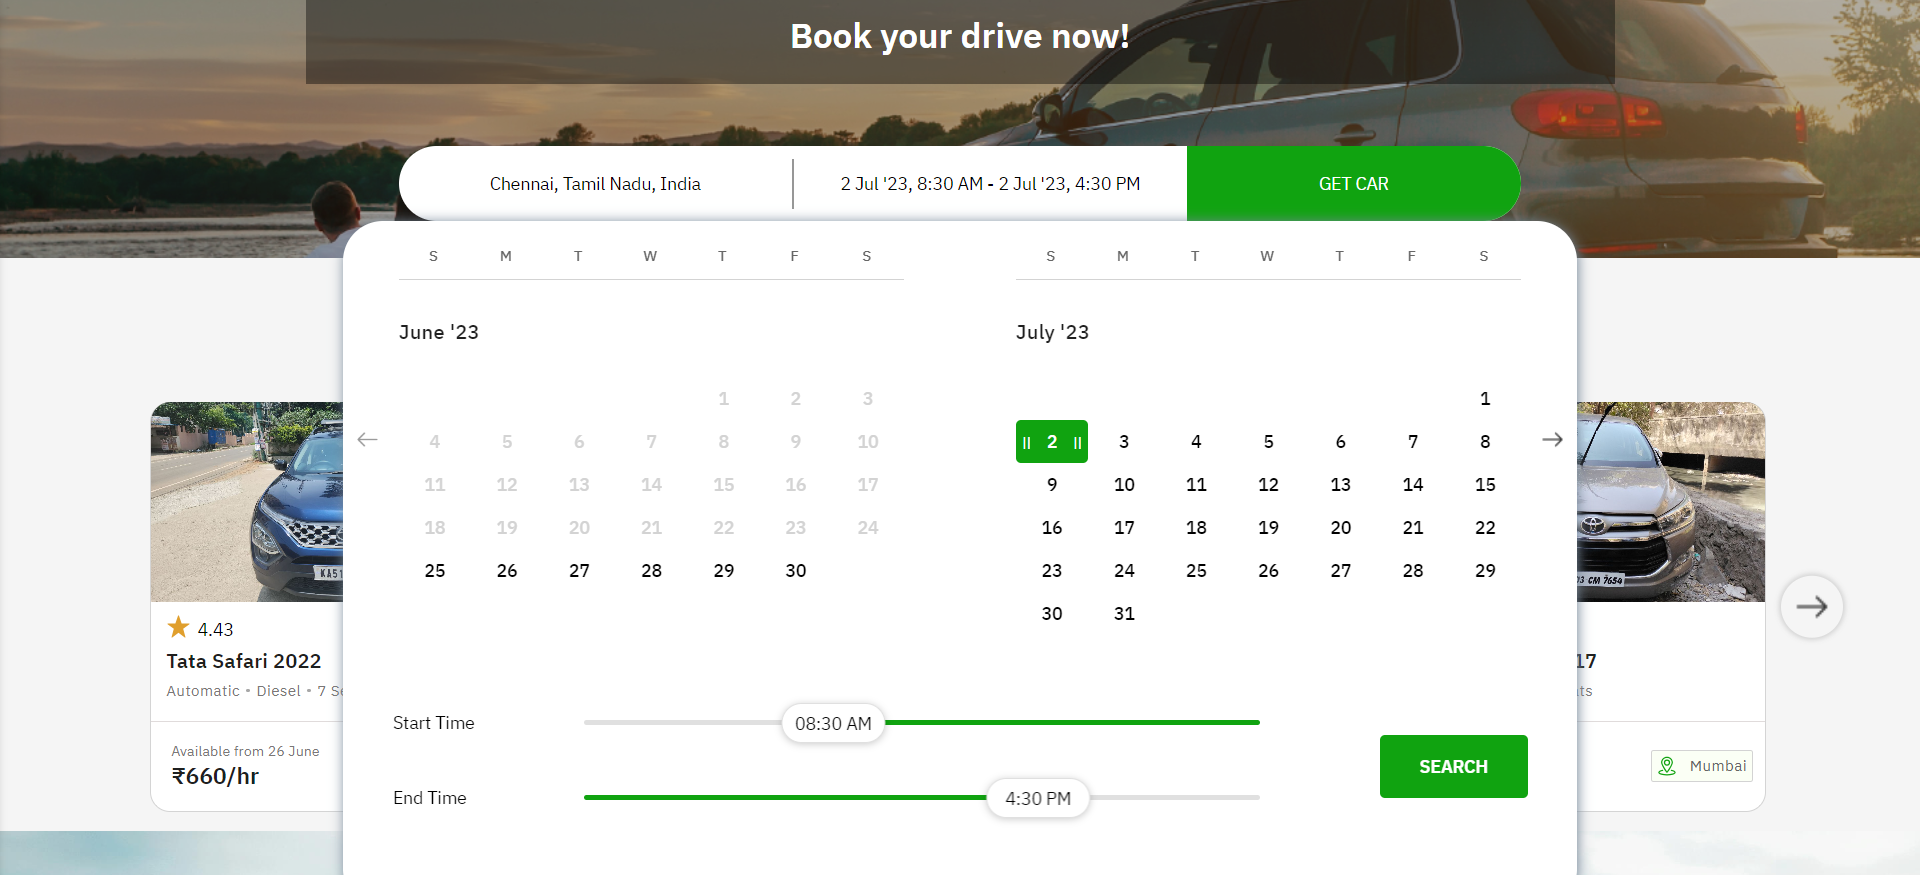 Book your drive now!
Chennai, Tamil Nadu, India
2 Jul '23, 8:30 AM - 2 Jul '23, 4:30 PM
GET CAR
S M T W T F S
June '23
1 2 3
4 5 6 7 8 9 10
11 12 13 14 15 16 17
18 19 20 21 22 23 24
25 26 27 28 29 30
S M T W T F S
July '23
1
2 3 4 5 6 7 8
9 10 11 12 13 14 15
16 17 18 19 20 21 22
23 24 25 26 27 28 29
30 31
Start Time
08:30 AM
End Time
4:30 PM
SEARCH
KA51
4.43
Tata Safari 2022
Automatic • Diesel • 7
Available from 26 June
₹660/hr
CM 7654
17
Mumbai